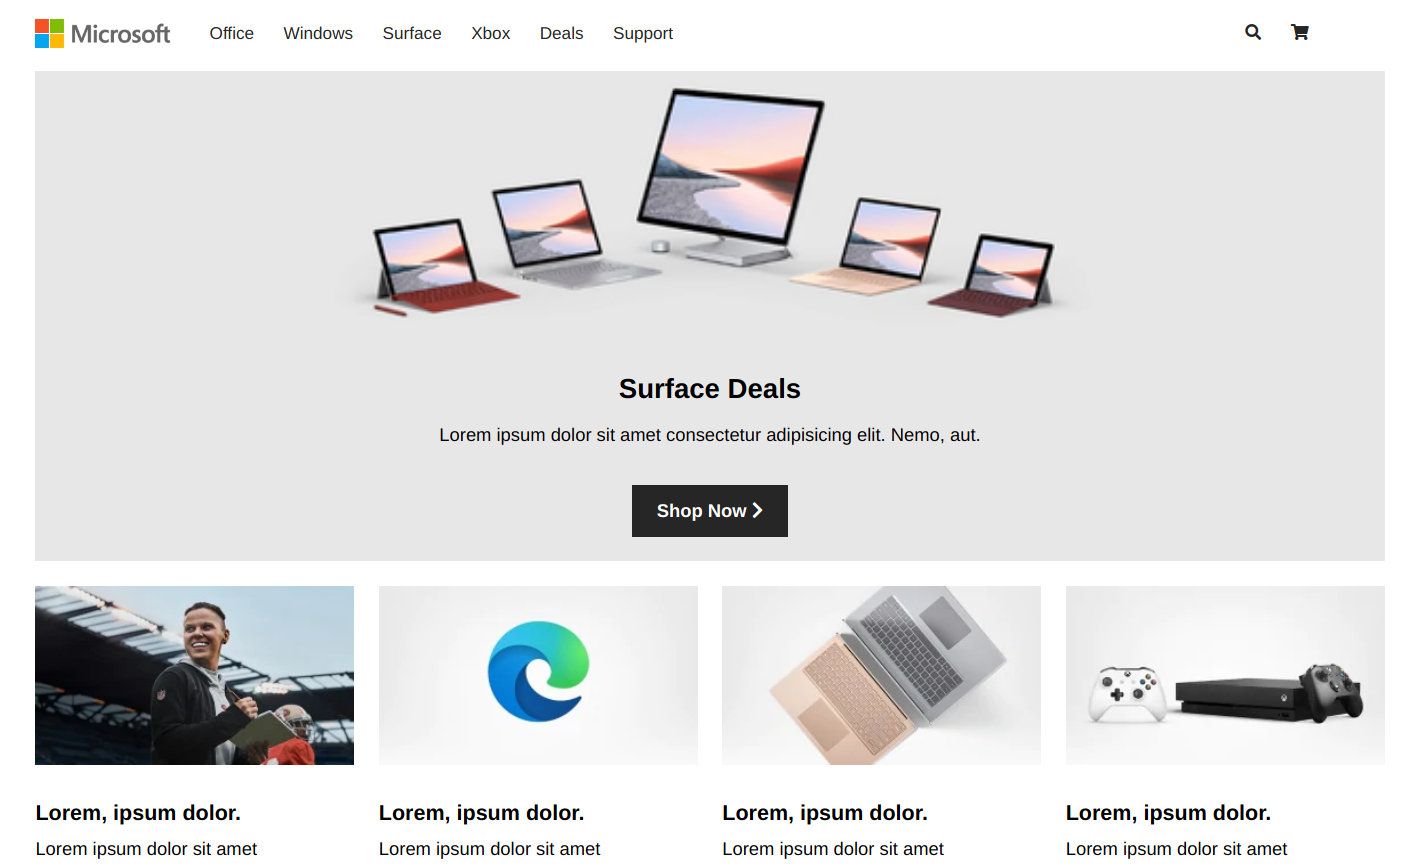 Microsoft Office Windows Surface Xbox Deals Support
Surface Deals
Lorem ipsum dolor sit amet consectetur adipisicing elit. Nemo, aut.
Shop Now
Lorem, ipsum dolor.
Lorem ipsum dolor sit amet
Lorem, ipsum dolor.
Lorem ipsum dolor sit amet
Lorem, ipsum dolor.
Lorem ipsum dolor sit amet
Lorem, ipsum dolor.
Lorem ipsum dolor sit amet